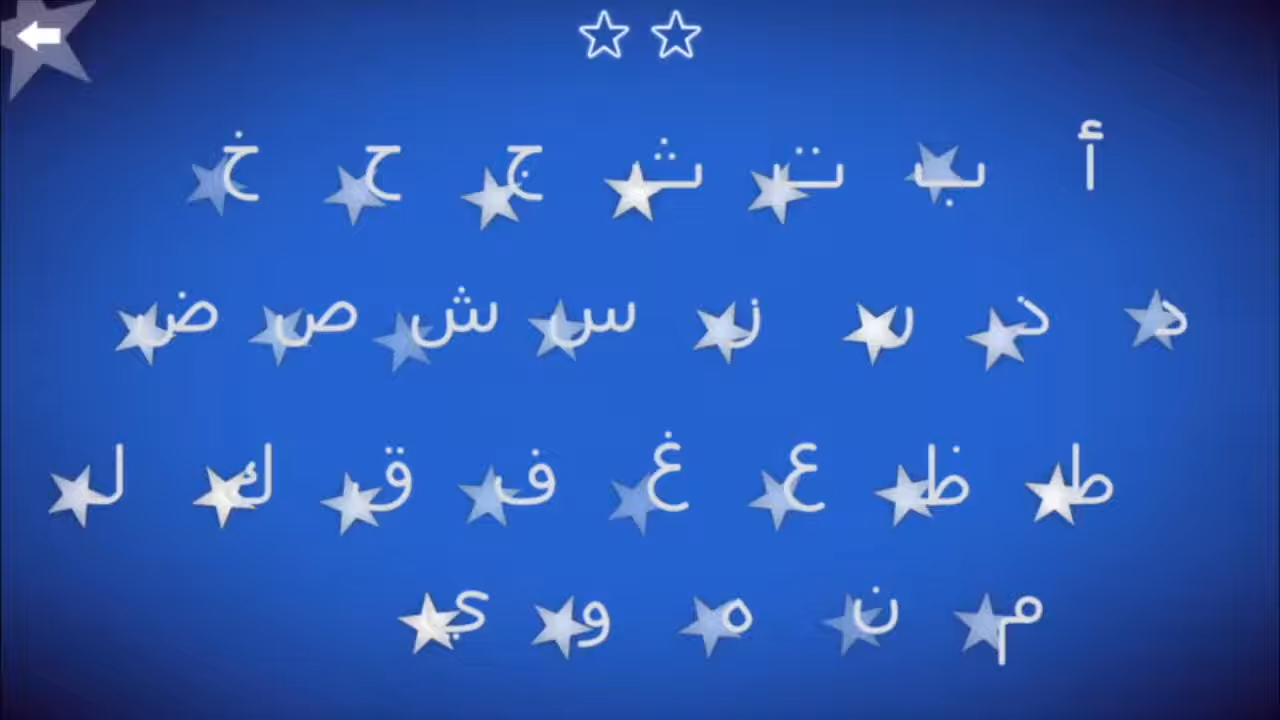 أ ب ت ث ج ح خ
د ذ ر ز س ش ص ض
ط ظ ع غ ف ق ك ل
م ن ه و ي